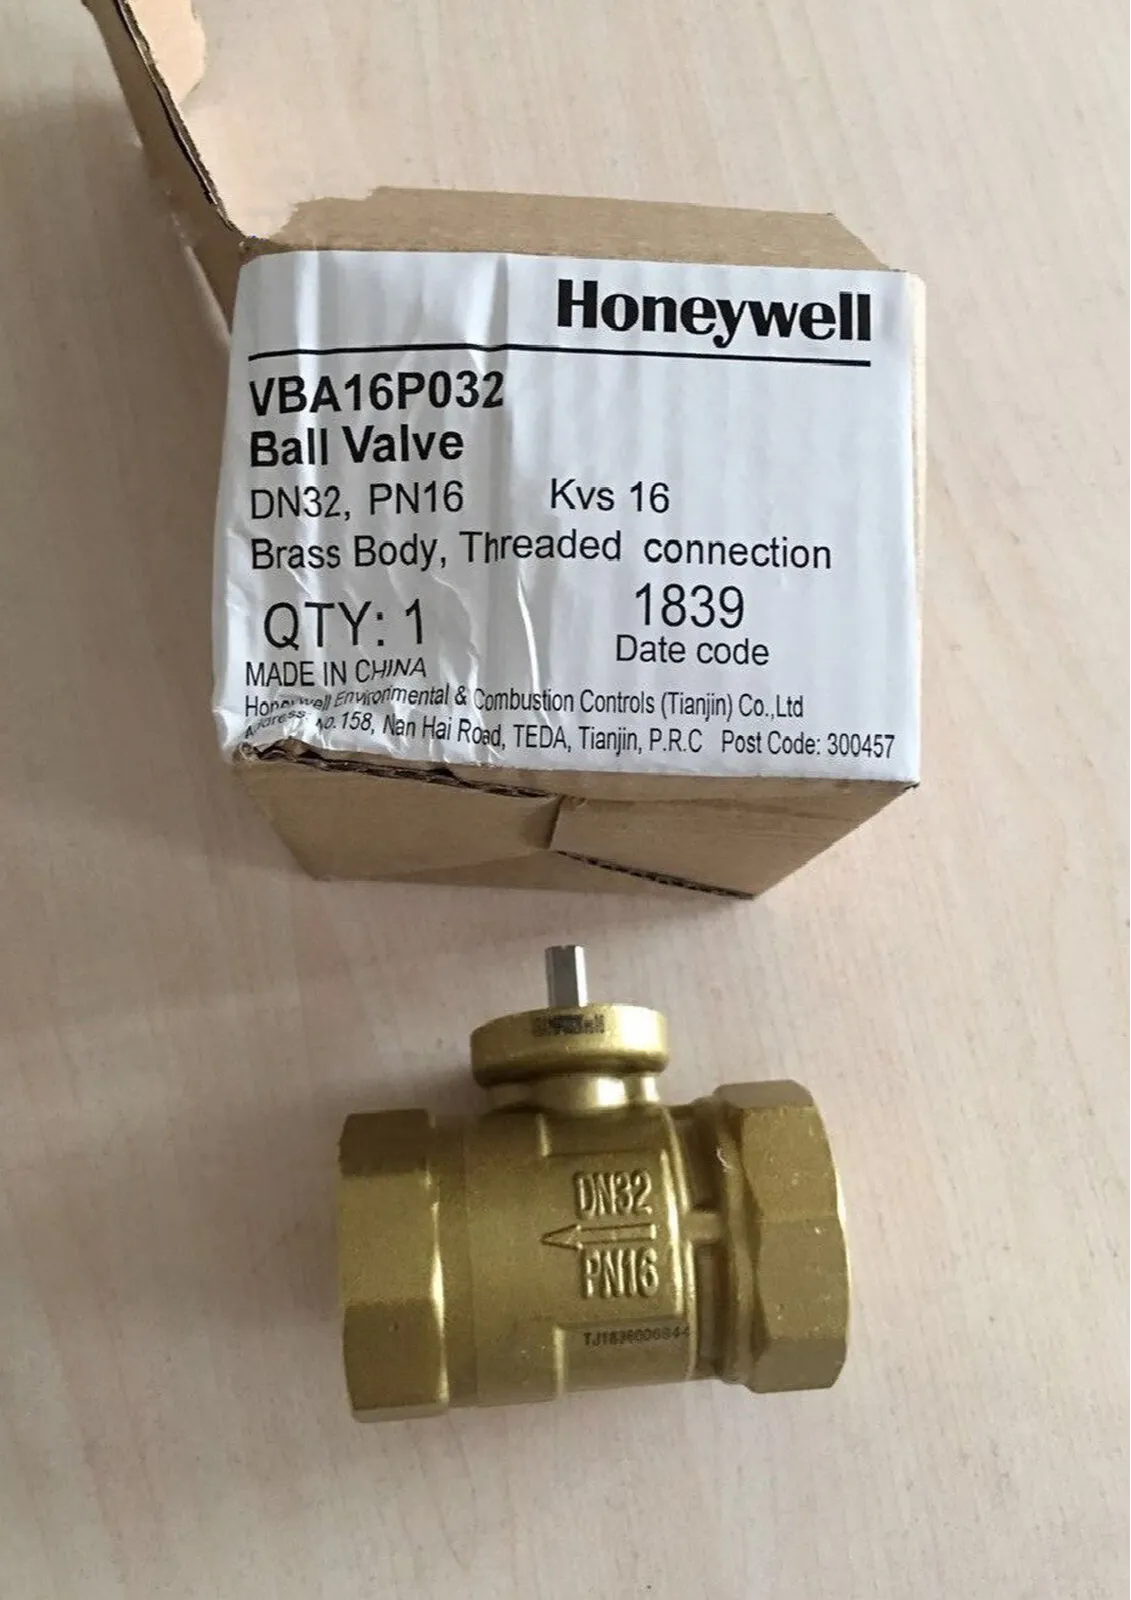 Honeywell
VBA16P032
Ball Valve
DN32, PN16 Kvs 16
Brass Body, Threaded connection
QTY: 1 1839
Date code
MADE IN CHINA
Honeywell Environmental & Combustion Controls (Tianjin) Co.,Ltd
Address: No.158, Nan Hai Road, TEDA, Tianjin, P.R.C Post Code: 300457
DN32
PN16